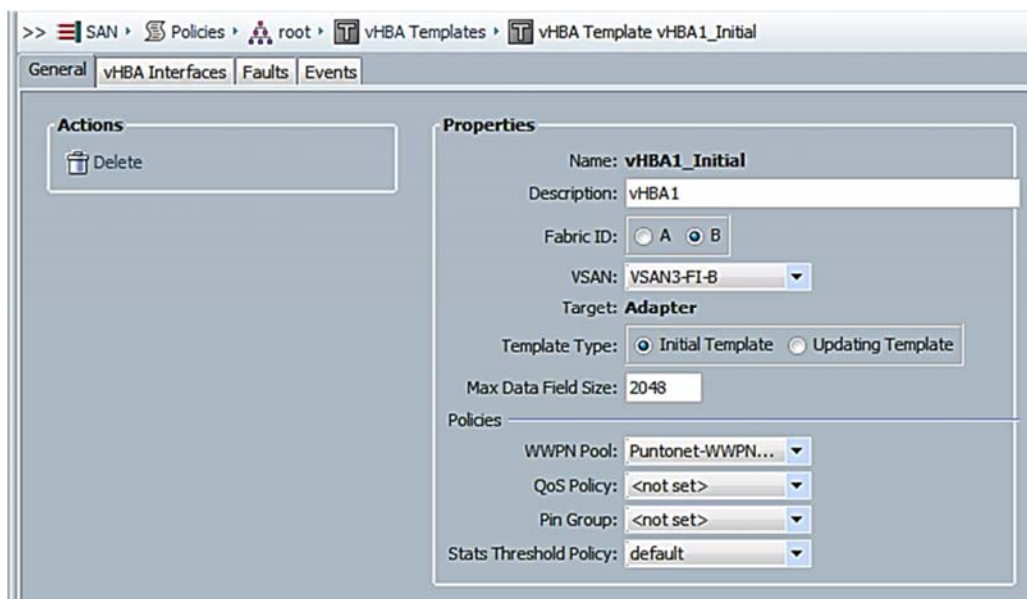 >> SAN ▸ Policies ▸ root ▸ vHBA Templates ▸ vHBA Template vHBA1_Initial
General vHBA Interfaces Faults Events
Actions
Delete
Properties
Name: vHBA1_Initial
Description: vHBA1
Fabric ID: A B
VSAN: VSAN3-FI-B
Target: Adapter
Template Type: Initial Template Updating Template
Max Data Field Size: 2048
Policies
WWPN Pool: Puntonet-WWPN...
QoS Policy: <not set>
Pin Group: <not set>
Stats Threshold Policy: default